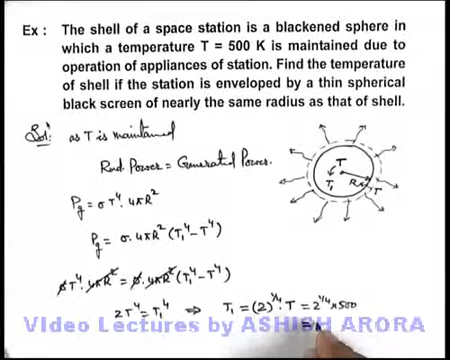 Ex : The shell of a space station is a blackened sphere in
which a temperature T = 500 K is maintained due to
operation of appliances of station. Find the temperature
of shell if the station is enveloped by a thin spherical
black screen of nearly the same radius as that of shell.
Sol: as T is maintained
Rad. Power = Generated Power.
P_g = σ T⁴. 4πR²
P_g = σ. 4πR² (T₁⁴ - T⁴)
σT⁴. 4πR² = σ. 4πR² (T₁⁴ - T⁴)
2T⁴ = T₁⁴ ⇒ T₁ = (2)^¼. T = 2^¼ × 500
=
T
T₁
R
T
Video Lectures by ASHISH ARORA